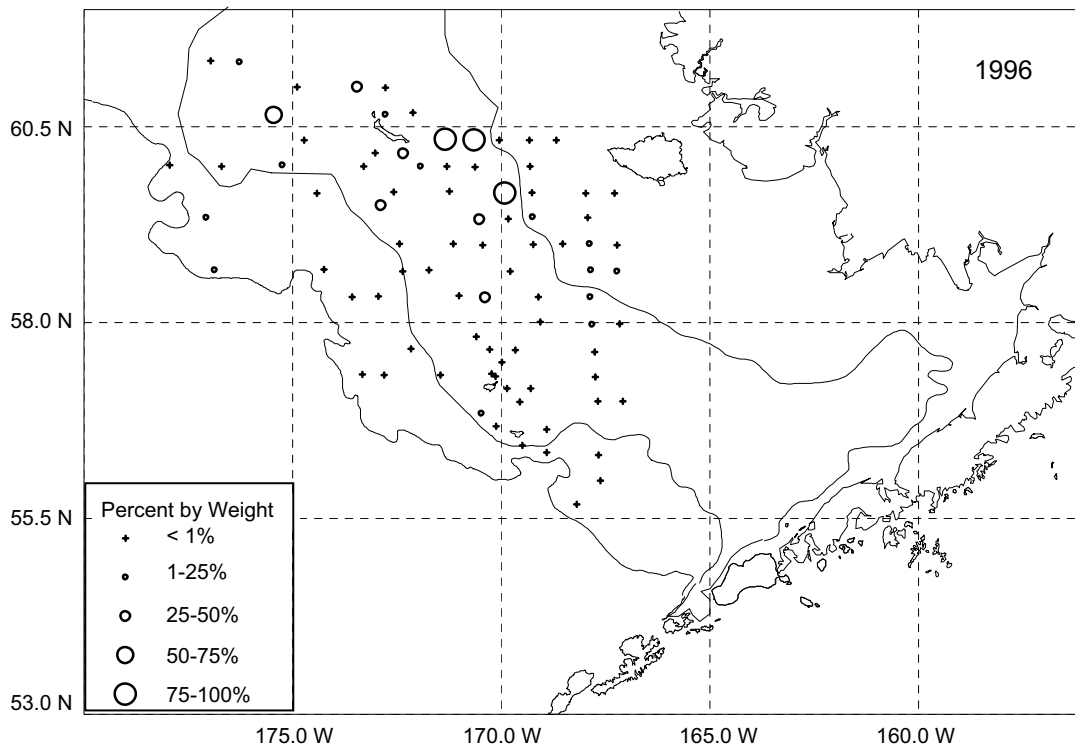 1996
60.5 N
58.0 N
55.5 N
53.0 N
Percent by Weight
< 1%
1-25%
25-50%
50-75%
75-100%
175.0 W
170.0 W
165.0 W
160.0 W